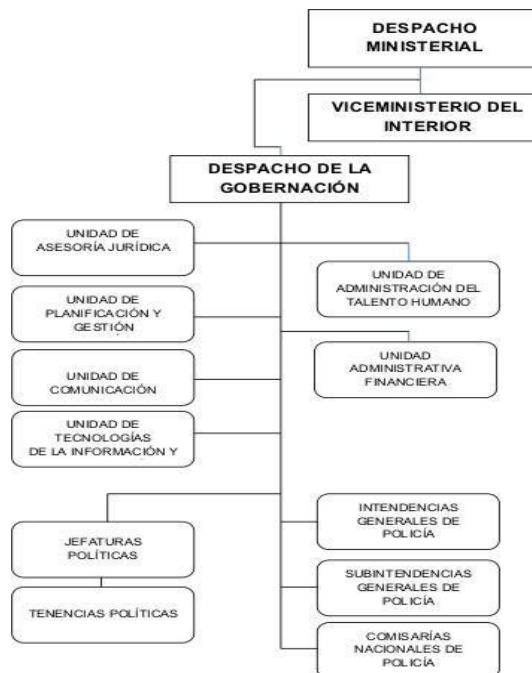 DESPACHO
MINISTERIAL
VICEMINISTERIO DEL
INTERIOR
DESPACHO DE LA
GOBERNACIÓN
UNIDAD DE
ASESORÍA JURÍDICA
UNIDAD DE
ADMINISTRACIÓN DEL
TALENTO HUMANO
UNIDAD DE
PLANIFICACIÓN Y
GESTIÓN
UNIDAD
ADMINISTRATIVA
FINANCIERA
UNIDAD DE
COMUNICACIÓN
UNIDAD DE
TECNOLOGÍAS
DE LA INFORMACIÓN Y
JEFATURAS
POLÍTICAS
TENENCIAS POLÍTICAS
INTENDENCIAS
GENERALES DE
POLICÍA
SUBINTENDENCIAS
GENERALES DE
POLICÍA
COMISARÍAS
NACIONALES DE
POLICÍA